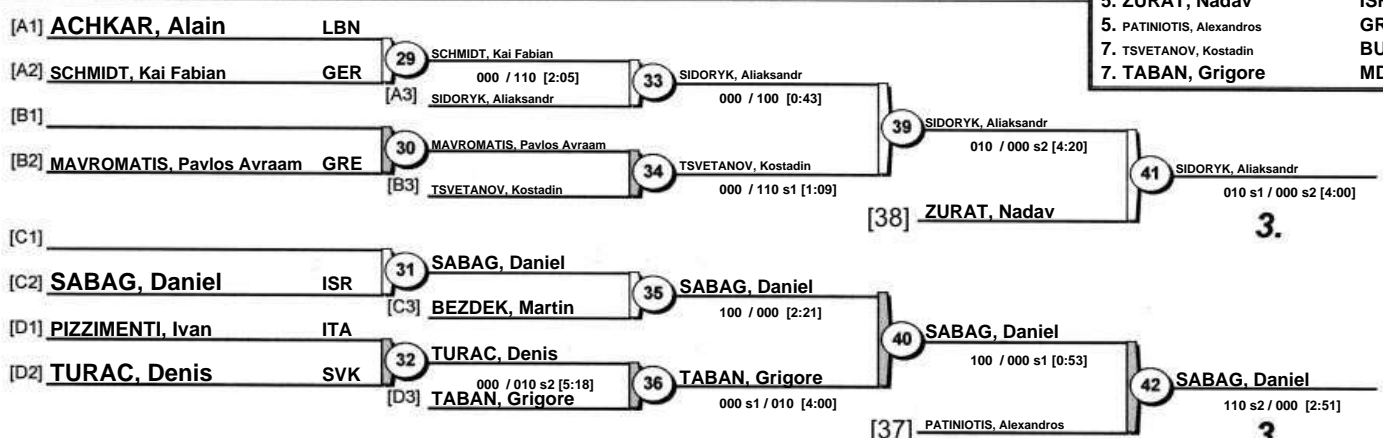 5. ZURAT, Nadav
5. PATINIOTIS, Alexandros
7. TSVETANOV, Kostadin
7. TABAN, Grigore
[A1] ACHKAR, Alain LBN
[A2] SCHMIDT, Kai Fabian GER
29 SCHMIDT, Kai Fabian
000 / 110 [2:05]
[A3] SIDORYK, Aliaksandr
33 SIDORYK, Aliaksandr
000 / 100 [0:43]
[B1]
[B2] MAVROMATIS, Pavlos Avraam GRE
30 MAVROMATIS, Pavlos Avraam
[B3] TSVETANOV, Kostadin
34 TSVETANOV, Kostadin
000 / 110 s1 [1:09]
39 SIDORYK, Aliaksandr
010 / 000 s2 [4:20]
[38] ZURAT, Nadav
41 SIDORYK, Aliaksandr
010 s1 / 000 s2 [4:00]
3.
[C1]
[C2] SABAG, Daniel ISR
31 SABAG, Daniel
[C3] BEZDEK, Martin
35 SABAG, Daniel
100 / 000 [2:21]
[D1] PIZZIMENTI, Ivan ITA
[D2] TURAC, Denis SVK
32 TURAC, Denis
000 / 010 s2 [5:18]
[D3] TABAN, Grigore
36 TABAN, Grigore
000 s1 / 010 [4:00]
40 SABAG, Daniel
100 / 000 s1 [0:53]
[37] PATINIOTIS, Alexandros
42 SABAG, Daniel
110 s2 / 000 [2:51]
3